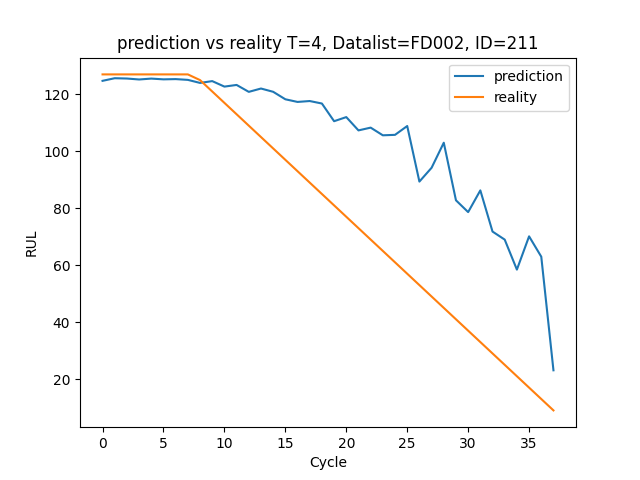 prediction vs reality T=4, Datalist=FD002, ID=211
prediction
reality
120
100
80
60
40
20
RUL
0 5 10 15 20 25 30 35
Cycle